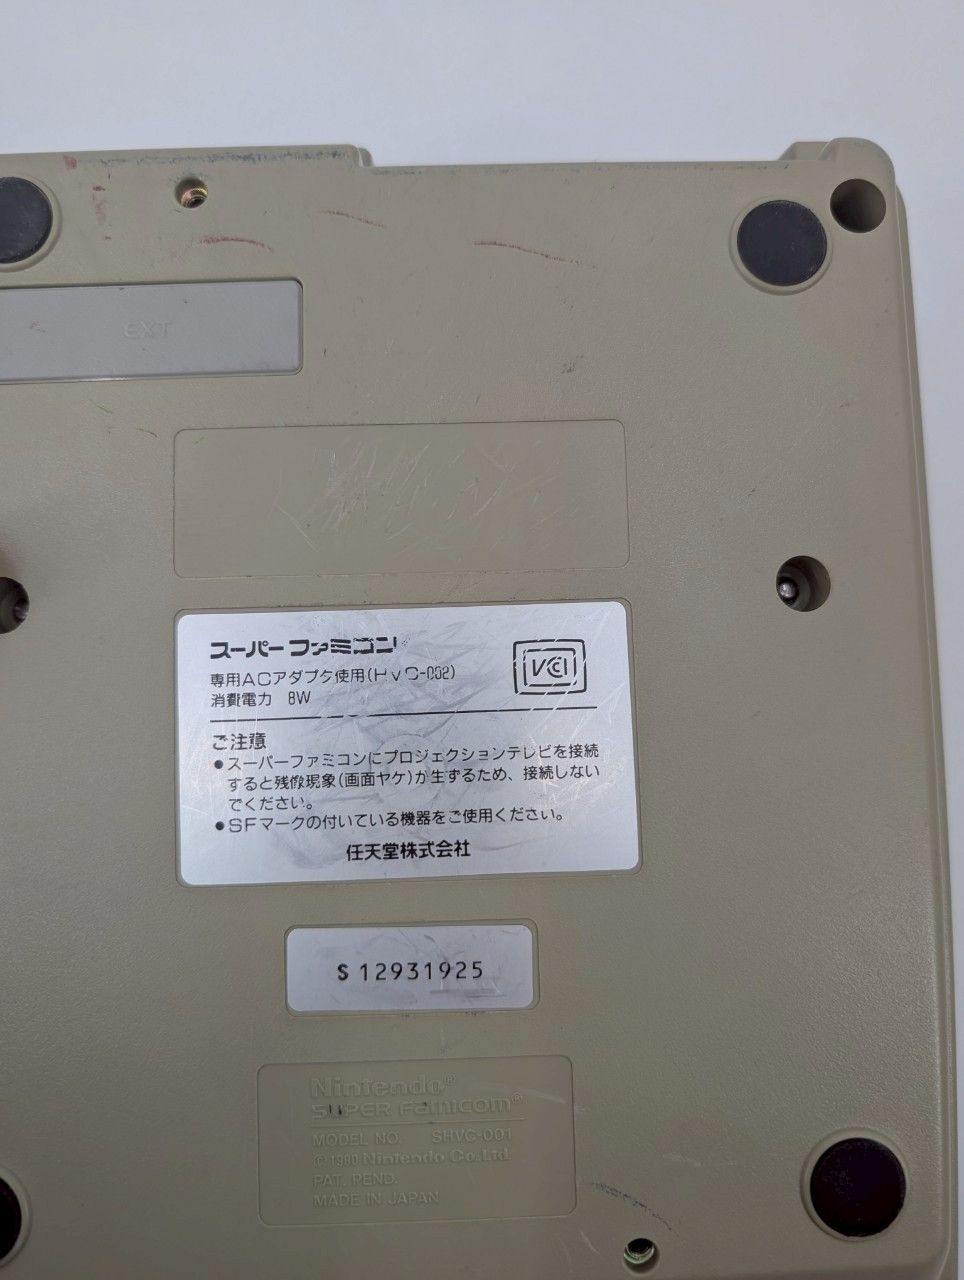 EXT
スーパーファミコン
専用ACアダプタ使用(HVC-002)
消費電力 8W
VCCI
ご注意
●スーパーファミコンにプロジェクションテレビを接続
すると残像現象(画面ヤケ)が生ずるため、接続しない
でください。
●SFマークの付いている機器をご使用ください。
任天堂株式会社
S 12931925
Nintendo®
SUPER Famicom®
MODEL NO. SHVC-001
© 1990 Nintendo Co.,Ltd.
PAT. PEND.
MADE IN JAPAN